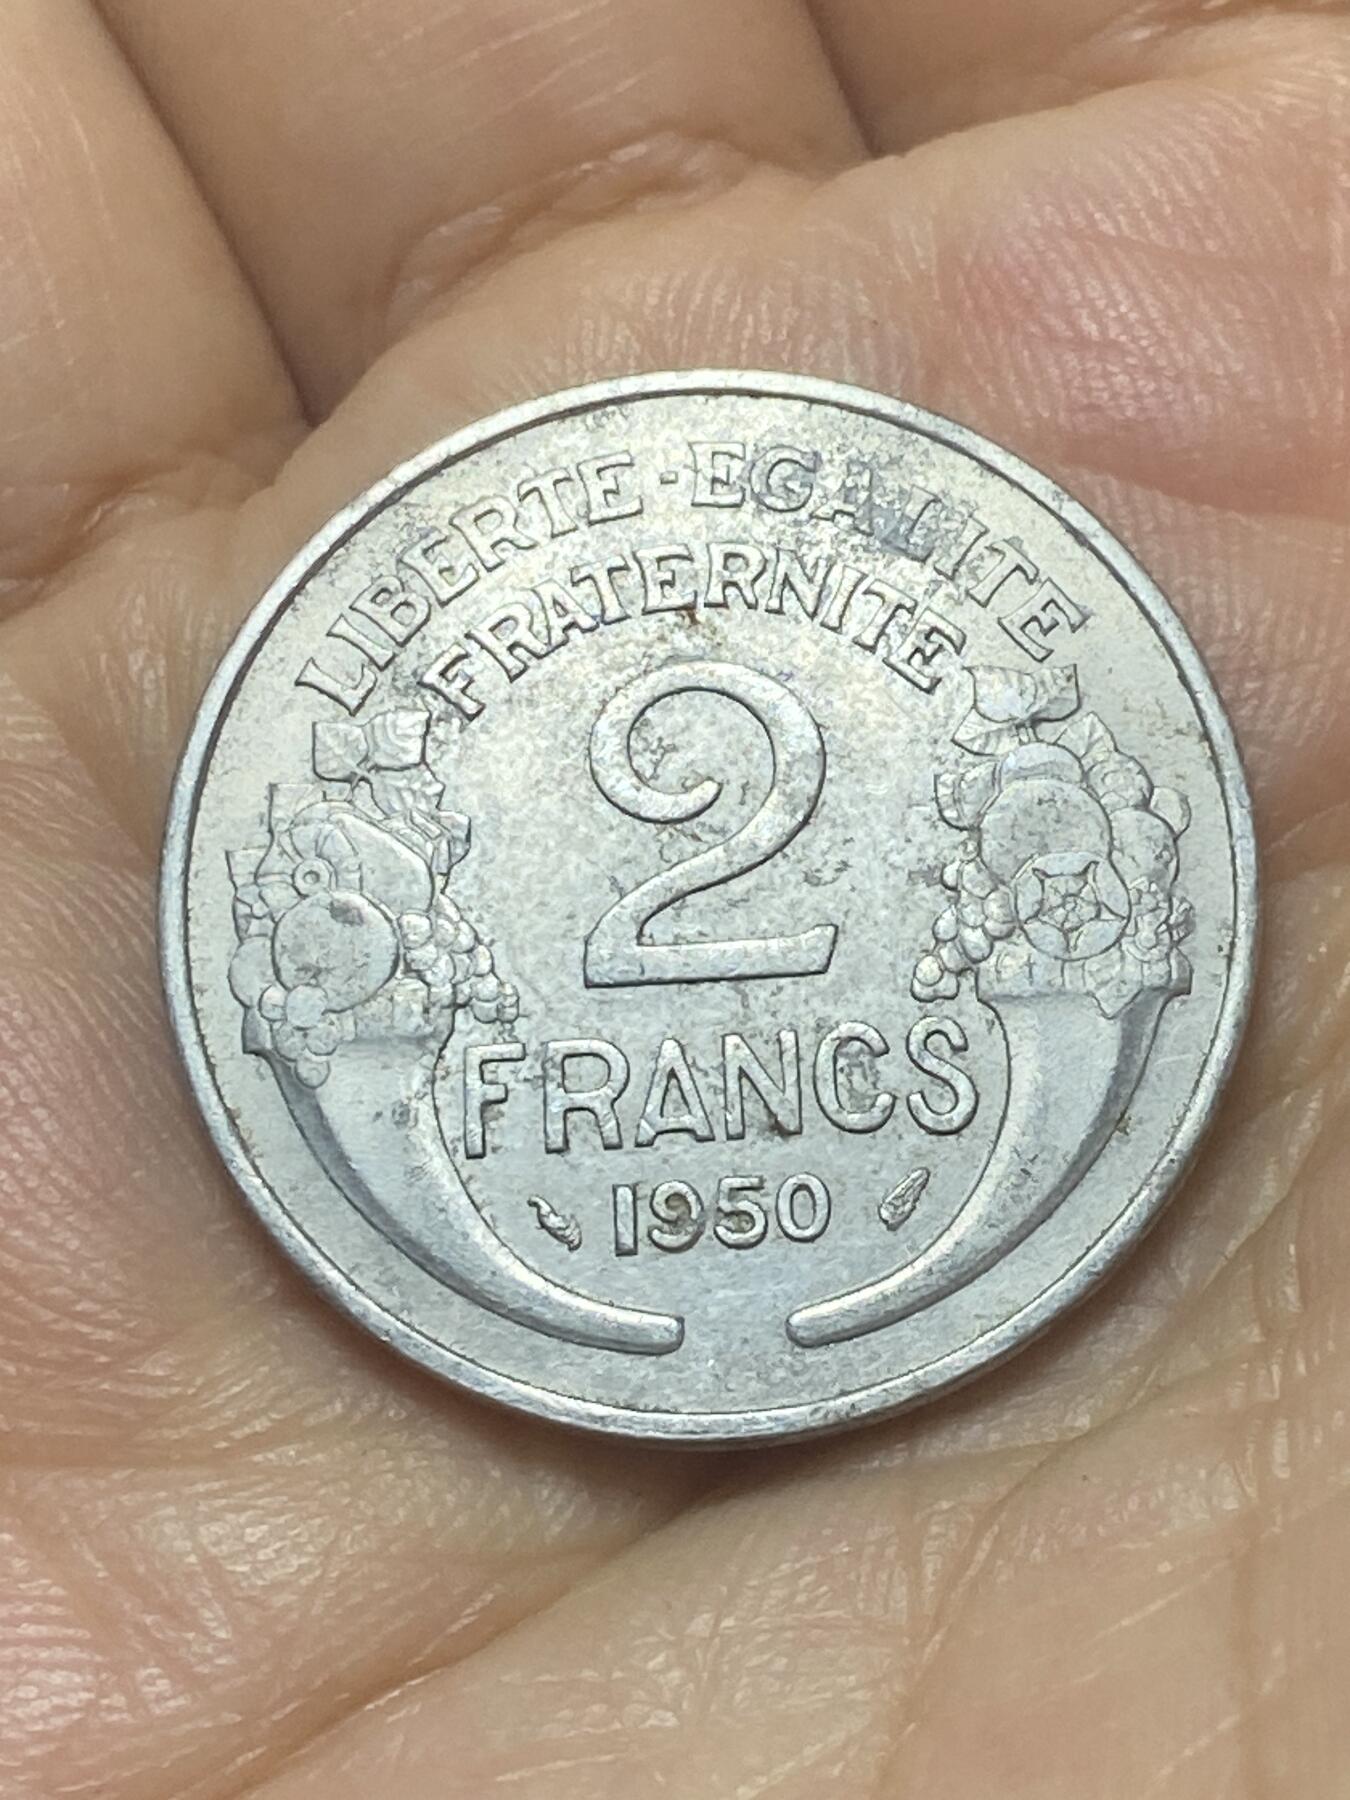 LIBERTE·EGALITE
FRATERNITE
2
FRANCS
1950